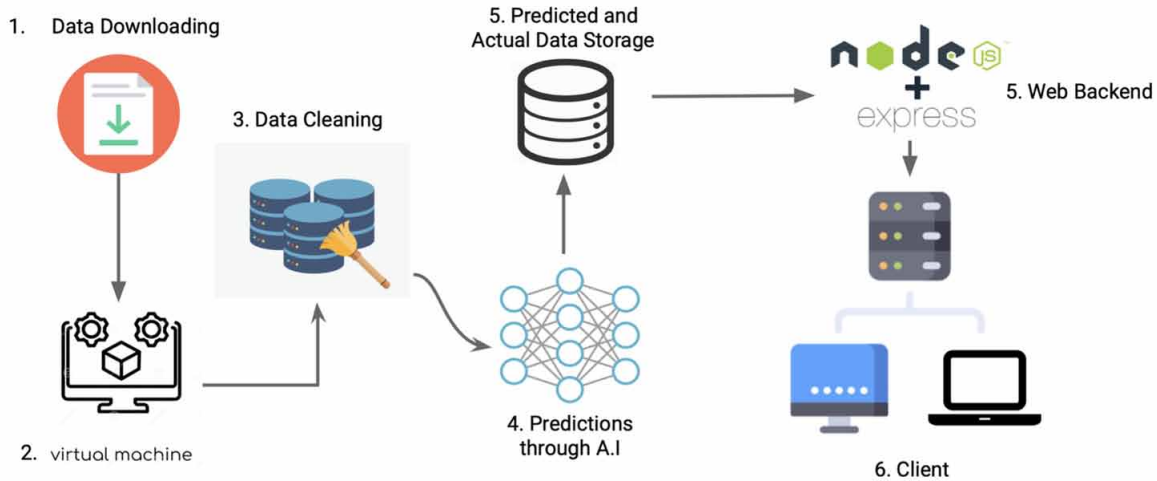 1. Data Downloading
2. virtual machine
3. Data Cleaning
4. Predictions
through A.I
5. Predicted and
Actual Data Storage
node JS
+
express
5. Web Backend
6. Client